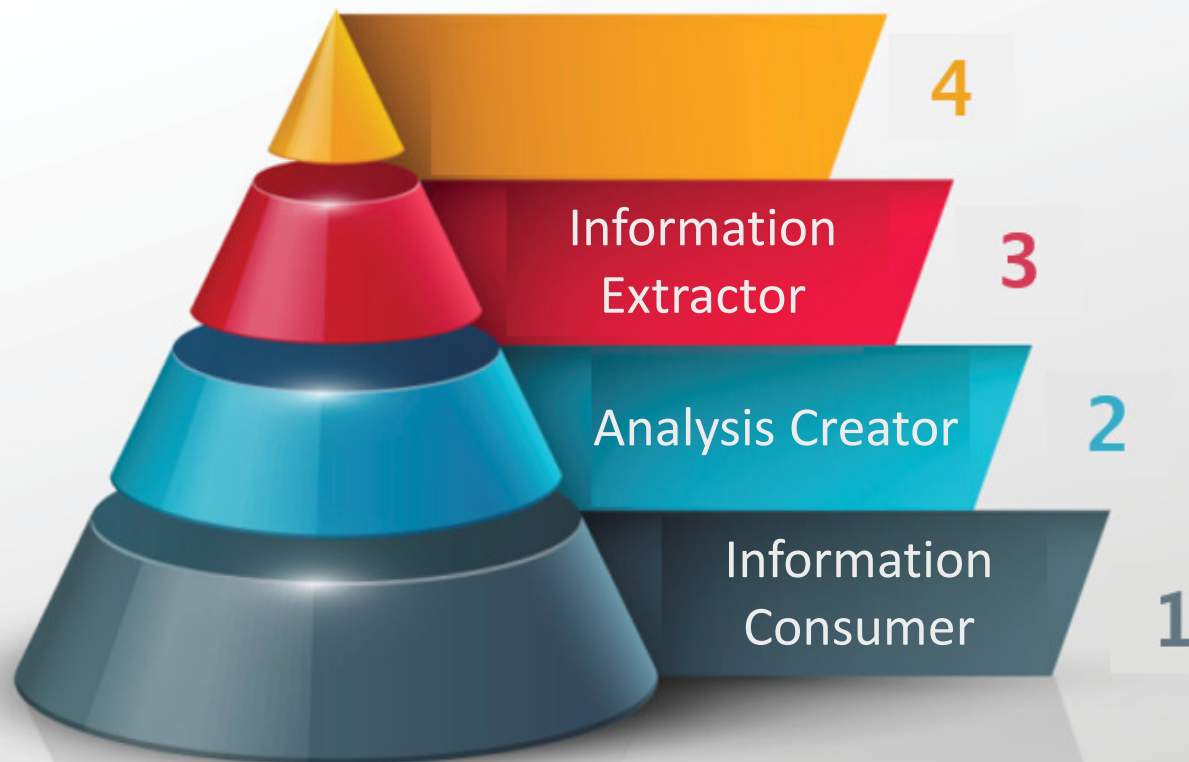 4
Information
Extractor
3
Analysis Creator
2
Information
Consumer
1